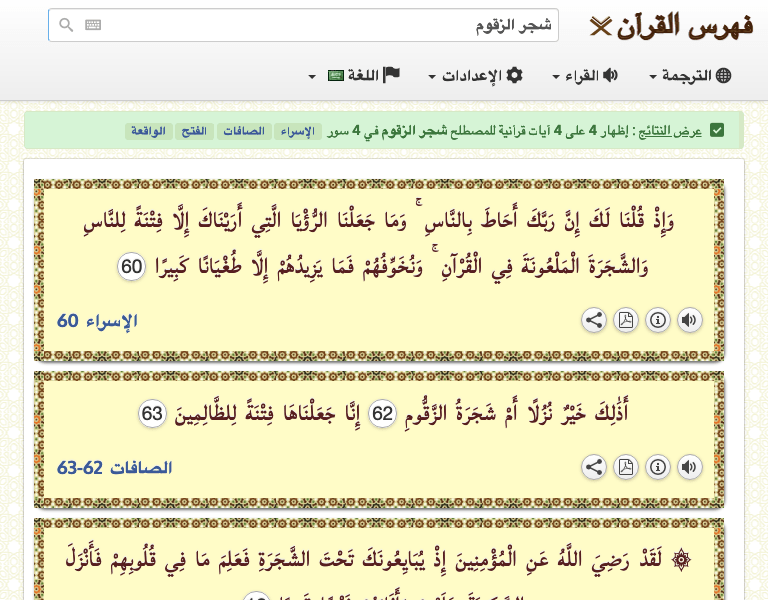 فهرس القرآن
شجر الزقوم
الترجمة القراء الإعدادات اللغة
عرض النتائج : إظهار 4 على 4 آيات قرآنية للمصطلح شجر الزقوم في 4 سور الإسراء الصافات الفتح الواقعة
وَإِذْ قُلْنَا لَكَ إِنَّ رَبَّكَ أَحَاطَ بِالنَّاسِ ۚ وَمَا جَعَلْنَا الرُّؤْيَا الَّتِي أَرَيْنَاكَ إِلَّا فِتْنَةً لِلنَّاسِ
وَالشَّجَرَةَ الْمَلْعُونَةَ فِي الْقُرْآنِ ۚ وَنُخَوِّفُهُمْ فَمَا يَزِيدُهُمْ إِلَّا طُغْيَانًا كَبِيرًا 60
الإسراء 60
أَذَٰلِكَ خَيْرٌ نُزُلًا أَمْ شَجَرَةُ الزَّقُّومِ 62 إِنَّا جَعَلْنَاهَا فِتْنَةً لِلظَّالِمِينَ 63
الصافات 62-63
۞ لَقَدْ رَضِيَ اللَّهُ عَنِ الْمُؤْمِنِينَ إِذْ يُبَايِعُونَكَ تَحْتَ الشَّجَرَةِ فَعَلِمَ مَا فِي قُلُوبِهِمْ فَأَنْزَلَ